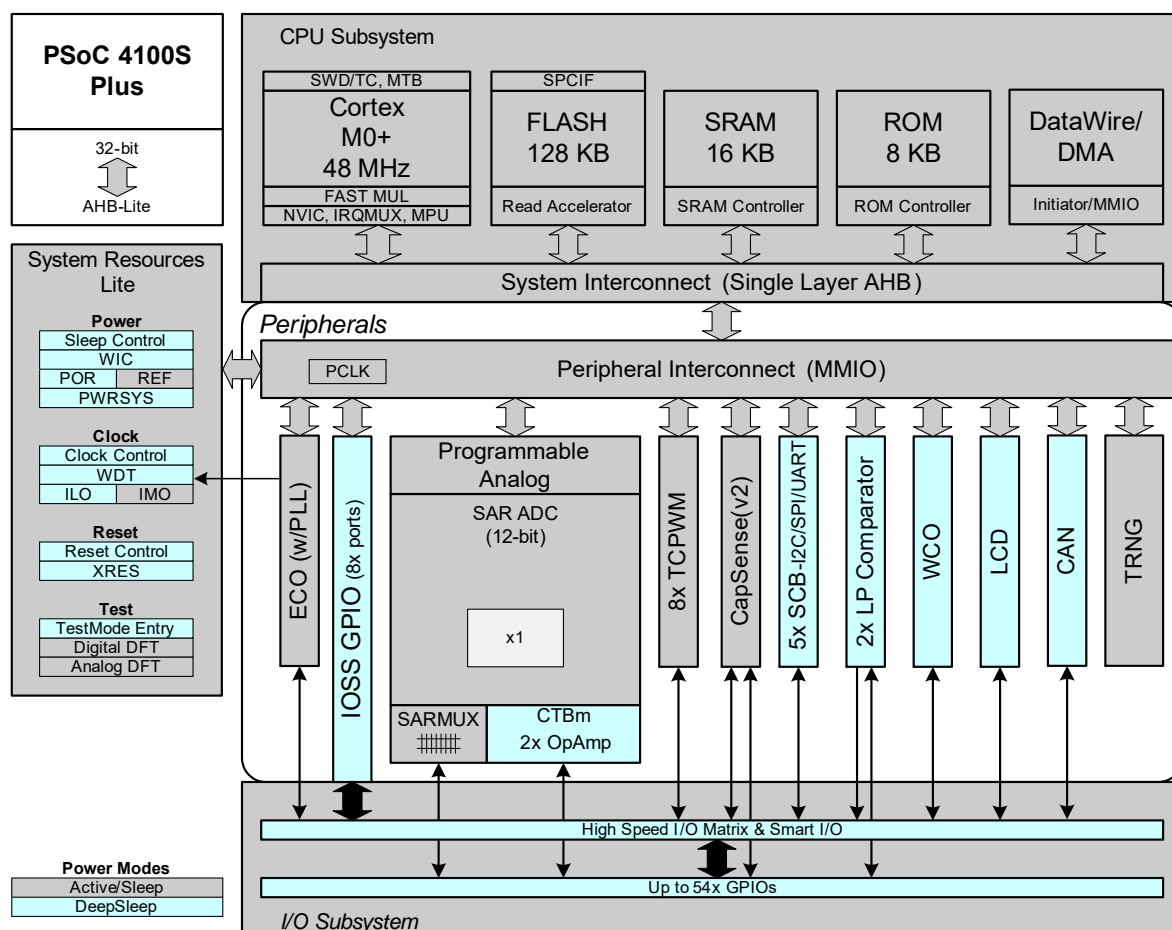 PSoC 4100S
Plus
32-bit
AHB-Lite
CPU Subsystem
SWD/TC, MTB
Cortex
M0+
48 MHz
FAST MUL
NVIC, IRQMUX, MPU
SPCIF
FLASH
128 KB
Read Accelerator
SRAM
16 KB
SRAM Controller
ROM
8 KB
ROM Controller
DataWire/
DMA
Initiator/MMIO
System Interconnect (Single Layer AHB)
System Resources
Lite
Power
Sleep Control
WIC
POR REF
PWRSYS
Clock
Clock Control
WDT
ILO IMO
Reset
Reset Control
XRES
Test
TestMode Entry
Digital DFT
Analog DFT
Peripherals
PCLK
Peripheral Interconnect (MMIO)
ECO (w/PLL)
IOSS GPIO (8x ports)
Programmable
Analog
SAR ADC
(12-bit)
x1
SARMUX
CTBm
2x OpAmp
8x TCPWM
CapSense(v2)
5x SCB-I2C/SPI/UART
2x LP Comparator
WCO
LCD
CAN
TRNG
High Speed I/O Matrix & Smart I/O
Up to 54x GPIOs
I/O Subsystem
Power Modes
Active/Sleep
DeepSleep